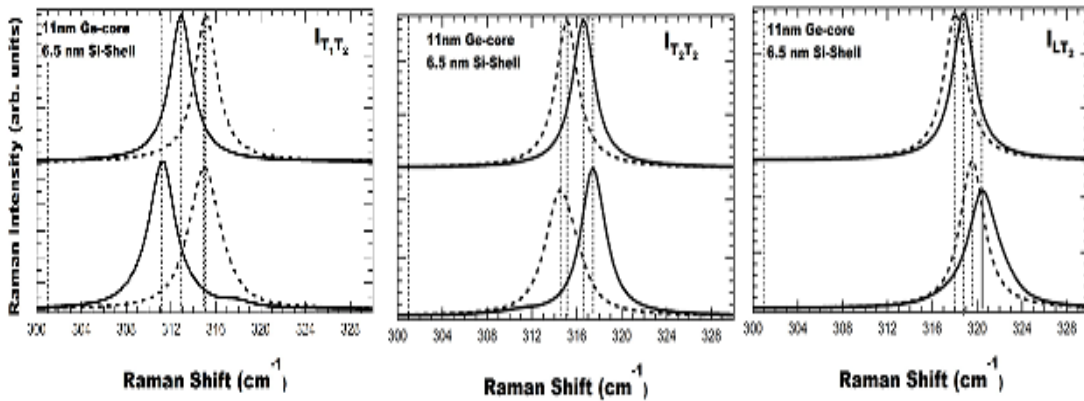 Raman Intensity (arb. units)
11nm Ge-core
6.5 nm Si-Shell
I_{T_1T_2}
300 304 308 312 316 320 324 328
Raman Shift (cm^{-1})
11nm Ge-core
6.5 nm Si-Shell
I_{T_2T_2}
300 304 308 312 316 320 324 328
Raman Shift (cm^{-1})
11nm Ge-core
6.5 nm Si-Shell
I_{LT_2}
300 304 308 312 316 320 324 328
Raman Shift (cm^{-1})